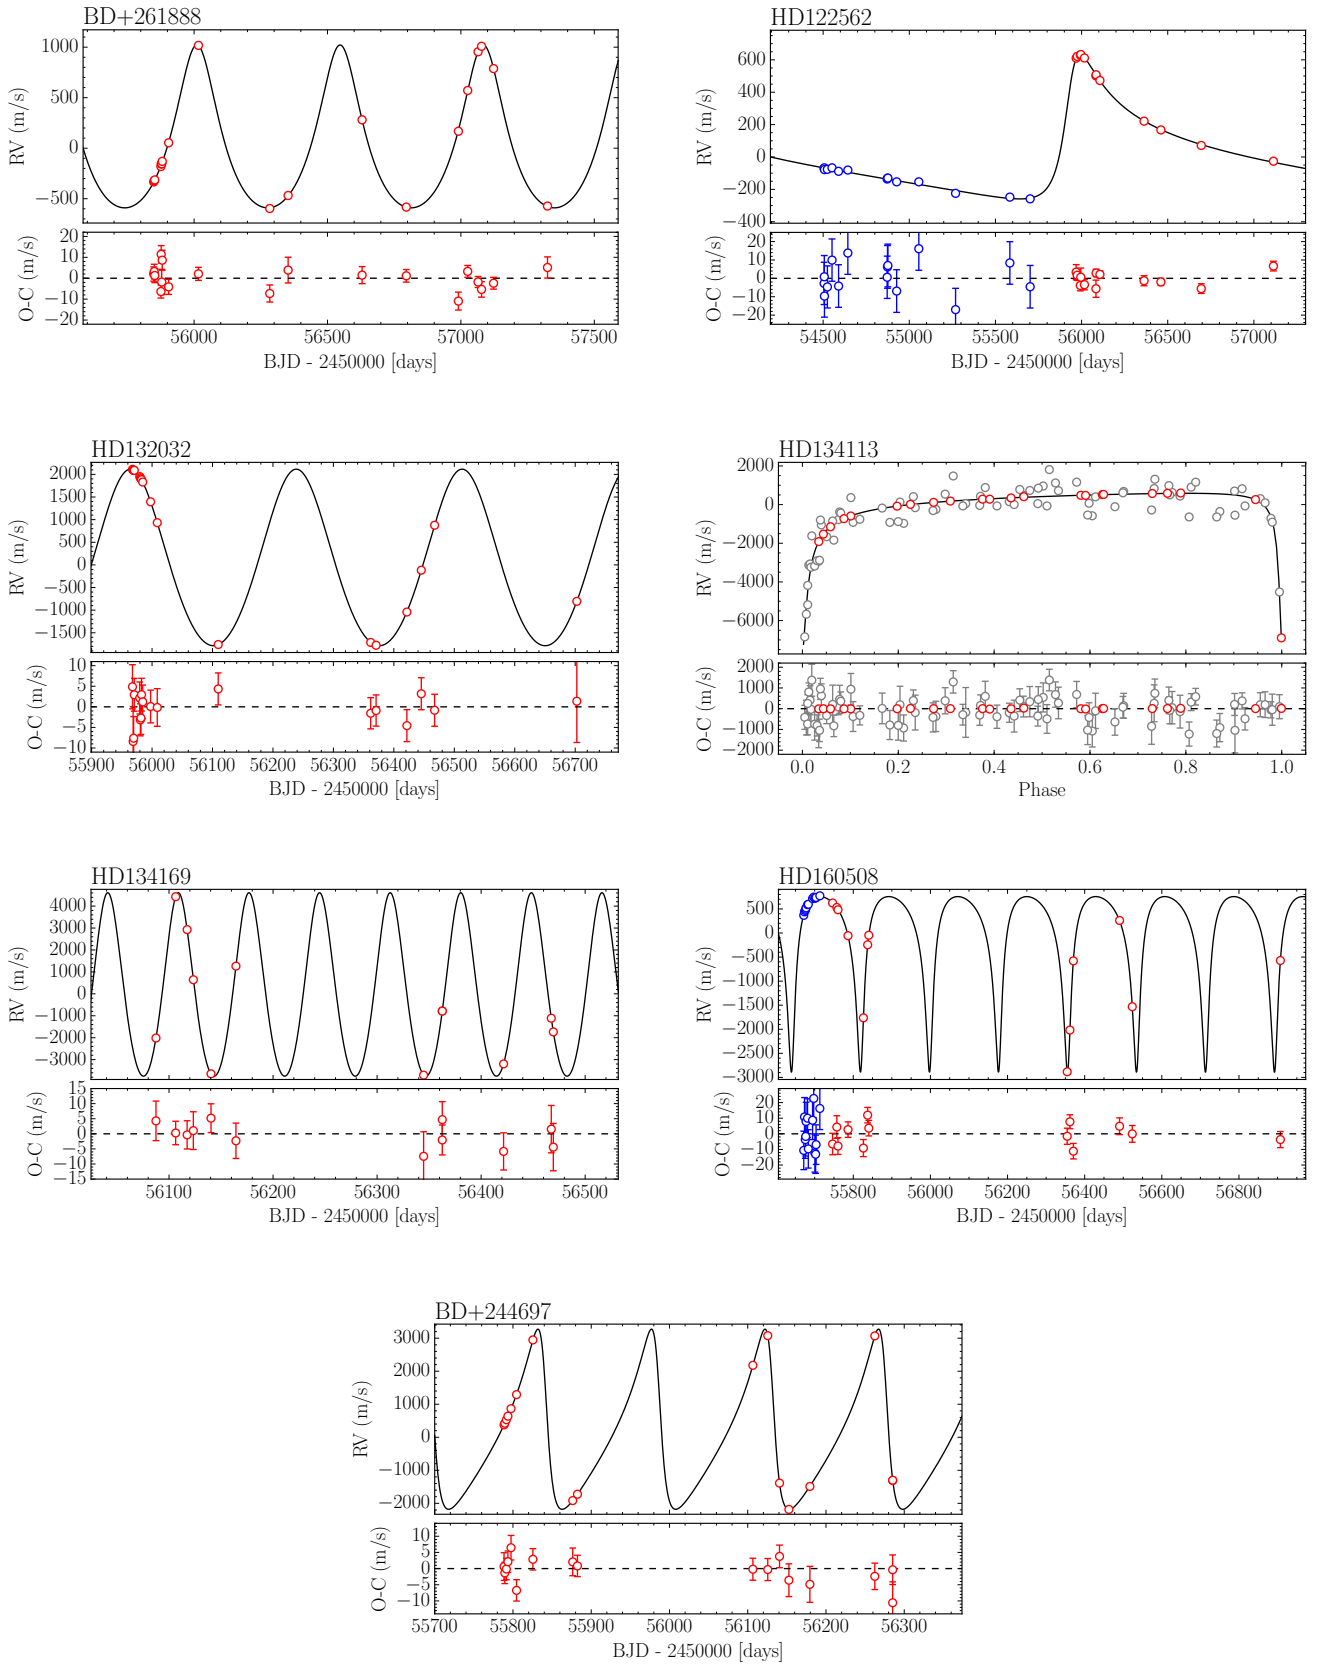 BD+261888
1000
500
0
−500
RV (m/s)
20
10
0
−10
−20
O-C (m/s)
56000 56500 57000 57500
BJD - 2450000 [days]
HD122562
600
400
200
0
−200
−400
RV (m/s)
20
10
0
−10
−20
O-C (m/s)
54500 55000 55500 56000 56500 57000
BJD - 2450000 [days]
HD132032
2000
1500
1000
500
0
−500
−1000
−1500
RV (m/s)
10
5
0
−5
−10
O-C (m/s)
55900 56000 56100 56200 56300 56400 56500 56600 56700
BJD - 2450000 [days]
HD134113
2000
0
−2000
−4000
−6000
RV (m/s)
2000
1000
0
−1000
−2000
O-C (m/s)
0.0 0.2 0.4 0.6 0.8 1.0
Phase
HD134169
4000
3000
2000
1000
0
−1000
−2000
−3000
RV (m/s)
15
10
5
0
−5
−10
−15
O-C (m/s)
56100 56200 56300 56400 56500
BJD - 2450000 [days]
HD160508
500
0
−500
−1000
−1500
−2000
−2500
−3000
RV (m/s)
20
10
0
−10
−20
O-C (m/s)
55800 56000 56200 56400 56600 56800
BJD - 2450000 [days]
BD+244697
3000
2000
1000
0
−1000
−2000
RV (m/s)
10
5
0
−5
−10
O-C (m/s)
55700 55800 55900 56000 56100 56200 56300
BJD - 2450000 [days]